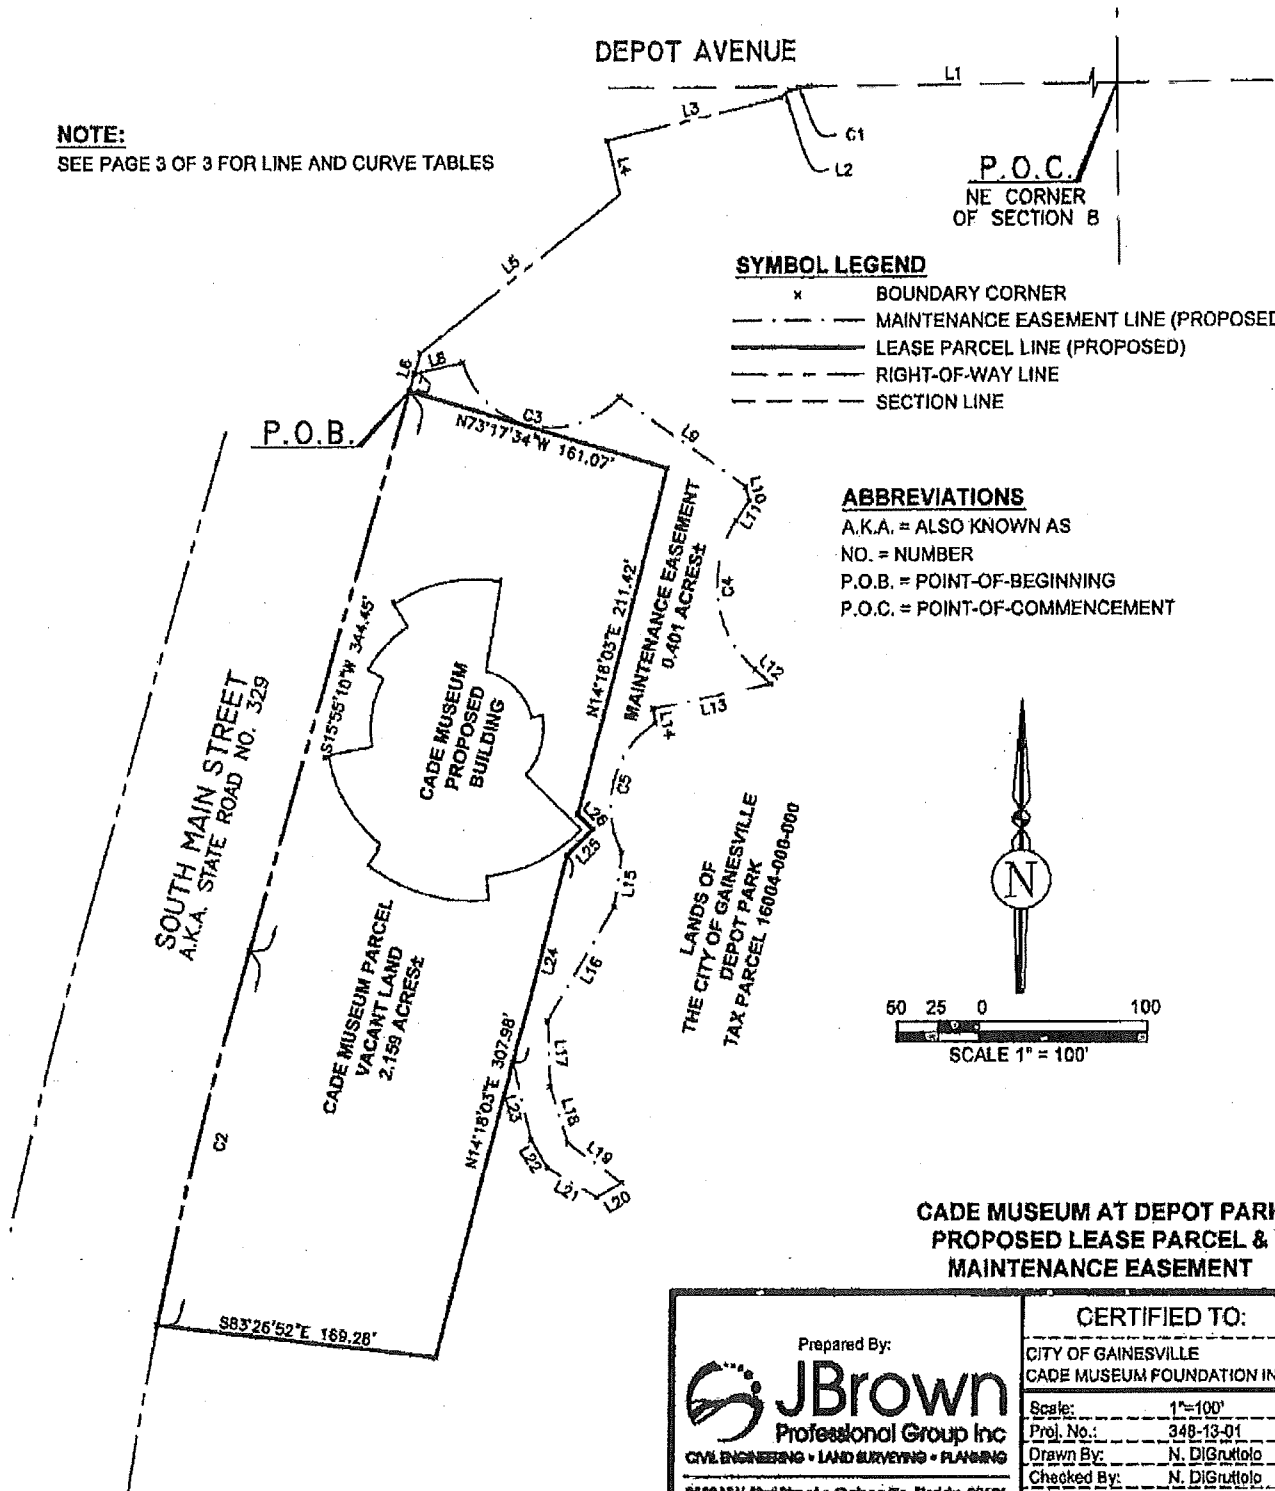 DEPOT AVENUE
L1
L3
C1
L2
L4
NOTE:
SEE PAGE 3 OF 3 FOR LINE AND CURVE TABLES
P.O.C.
NE CORNER
OF SECTION 8
L5
SYMBOL LEGEND
x BOUNDARY CORNER
MAINTENANCE EASEMENT LINE (PROPOSED
LEASE PARCEL LINE (PROPOSED)
RIGHT-OF-WAY LINE
SECTION LINE
L6
L8
P.O.B.
C3
N73°17'34"W 161.07'
L9
L10
L11
ABBREVIATIONS
A.K.A. = ALSO KNOWN AS
NO. = NUMBER
P.O.B. = POINT-OF-BEGINNING
P.O.C. = POINT-OF-COMMENCEMENT
C4
L12
L13
L14
MAINTENANCE EASEMENT
0.401 ACRES±
N14°18'03"E 211.42'
S15°55'10"W 344.45'
CADE MUSEUM
PROPOSED
BUILDING
SOUTH MAIN STREET
A.K.A. STATE ROAD NO. 329
C5
L26
L25
L15
LANDS OF
THE CITY OF GAINESVILLE
DEPOT PARK
TAX PARCEL 16004-000-000
N
L24
L16
CADE MUSEUM PARCEL
VACANT LAND
2.159 ACRES±
50 25 0 100
SCALE 1" = 100'
L17
N14°18'03"E 307.98'
L23
L18
C2
L22
L19
L21
L20
S83°26'52"E 169.28'
CADE MUSEUM AT DEPOT PARK
PROPOSED LEASE PARCEL &
MAINTENANCE EASEMENT
Prepared By:
JBrown
Professional Group Inc
CIVIL ENGINEERING • LAND SURVEYING • PLANNING
CERTIFIED TO:
CITY OF GAINESVILLE
CADE MUSEUM FOUNDATION IN
Scale: 1"=100'
Proj. No.: 348-13-01
Drawn By: N. DiGruttolo
Checked By: N. DiGruttolo